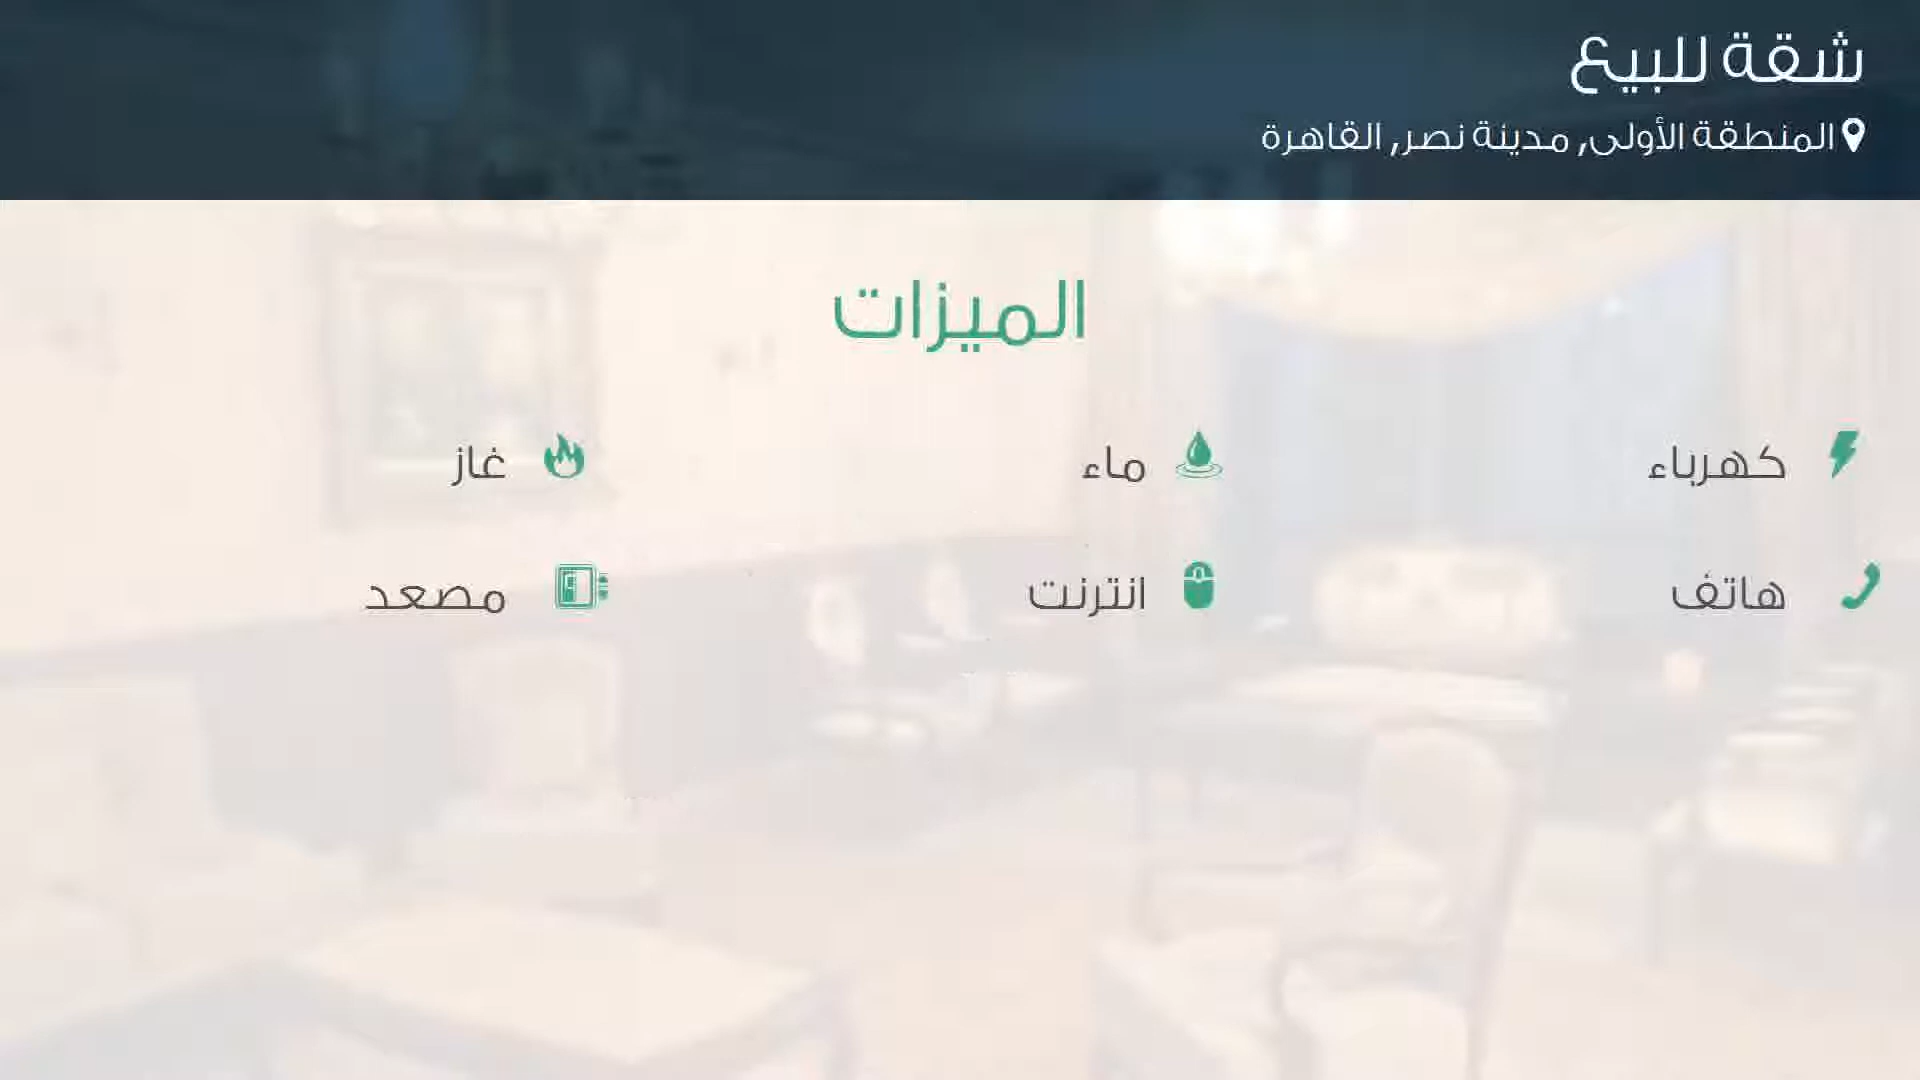 شقة للبيع
المنطقة الأولى, مدينة نصر, القاهرة
الميزات
كهرباء
ماء
غاز
هاتف
انترنت
مصعد